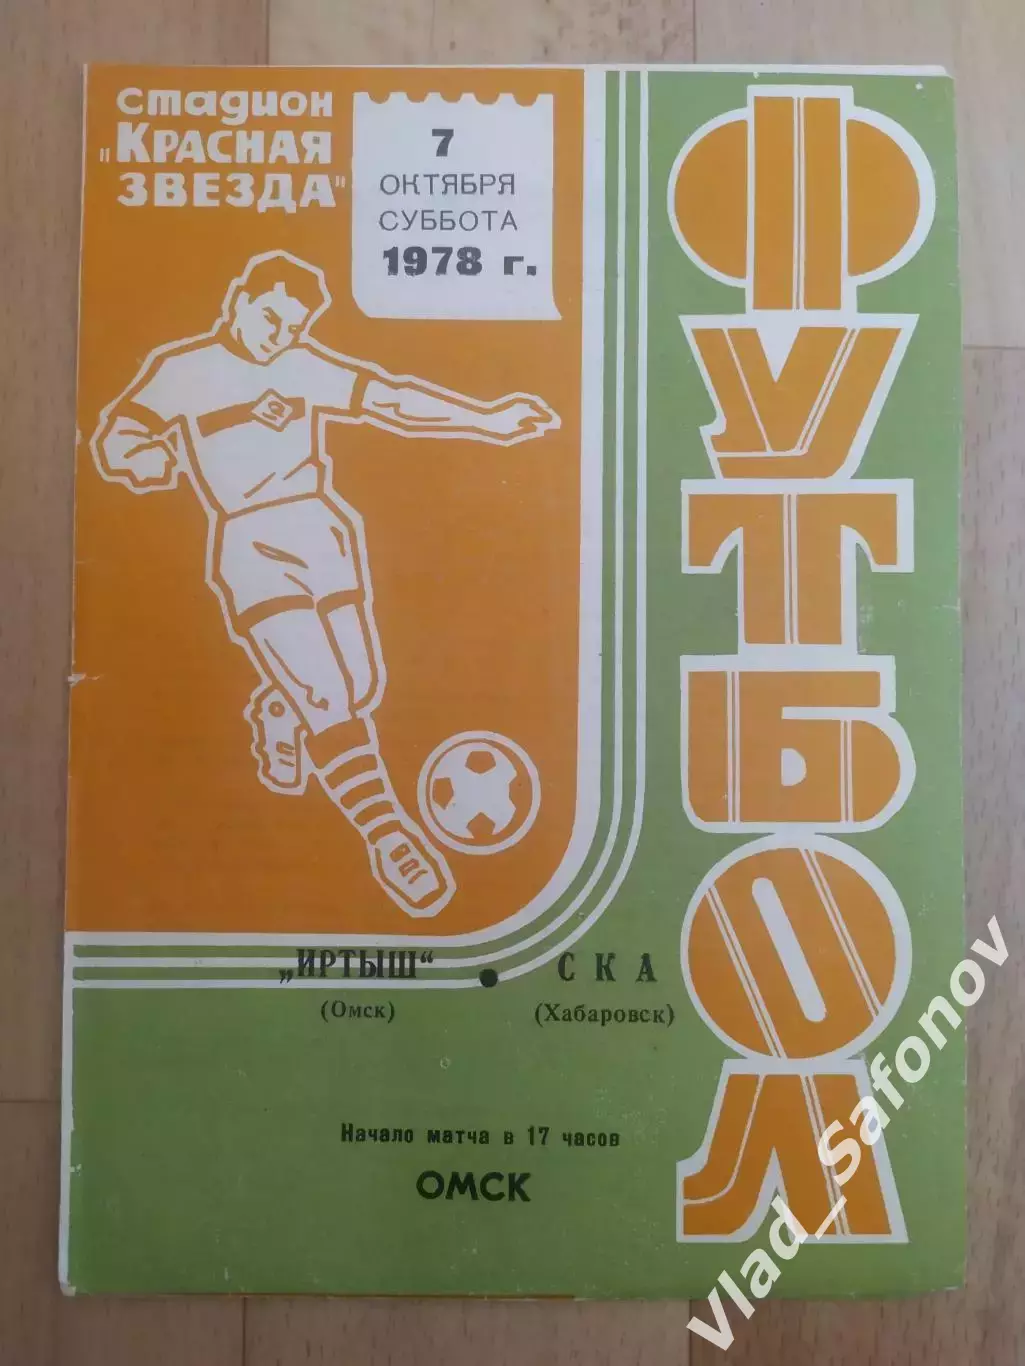 стадион
„КРАСНАЯ
ЗВЕЗДА"
7
ОКТЯБРЯ
СУББОТА
1978 г.
ФУТБОЛ
„ИРТЫШ“ • СКА
(Омск) (Хабаровск)
Начало матча в 17 часов
ОМСК
Vlad_Safonov